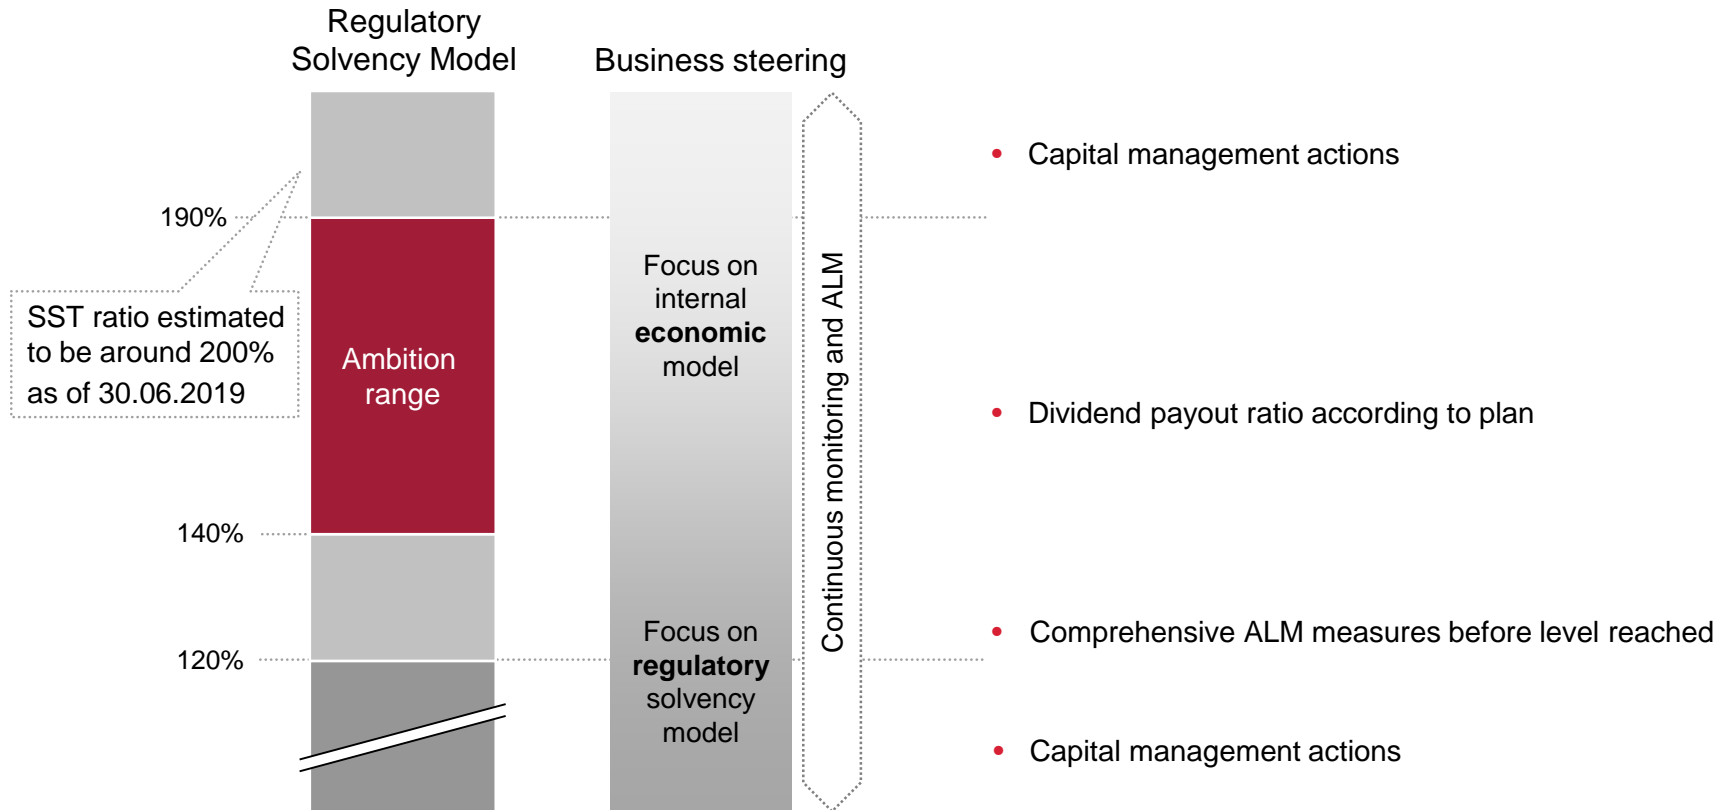 Regulatory
Solvency Model
Business steering
190%
140%
120%
SST ratio estimated
to be around 200%
as of 30.06.2019
Ambition
range
Focus on
internal
economic
model
Focus on
regulatory
solvency
model
Continuous monitoring and ALM
• Capital management actions
• Dividend payout ratio according to plan
• Comprehensive ALM measures before level reached
• Capital management actions